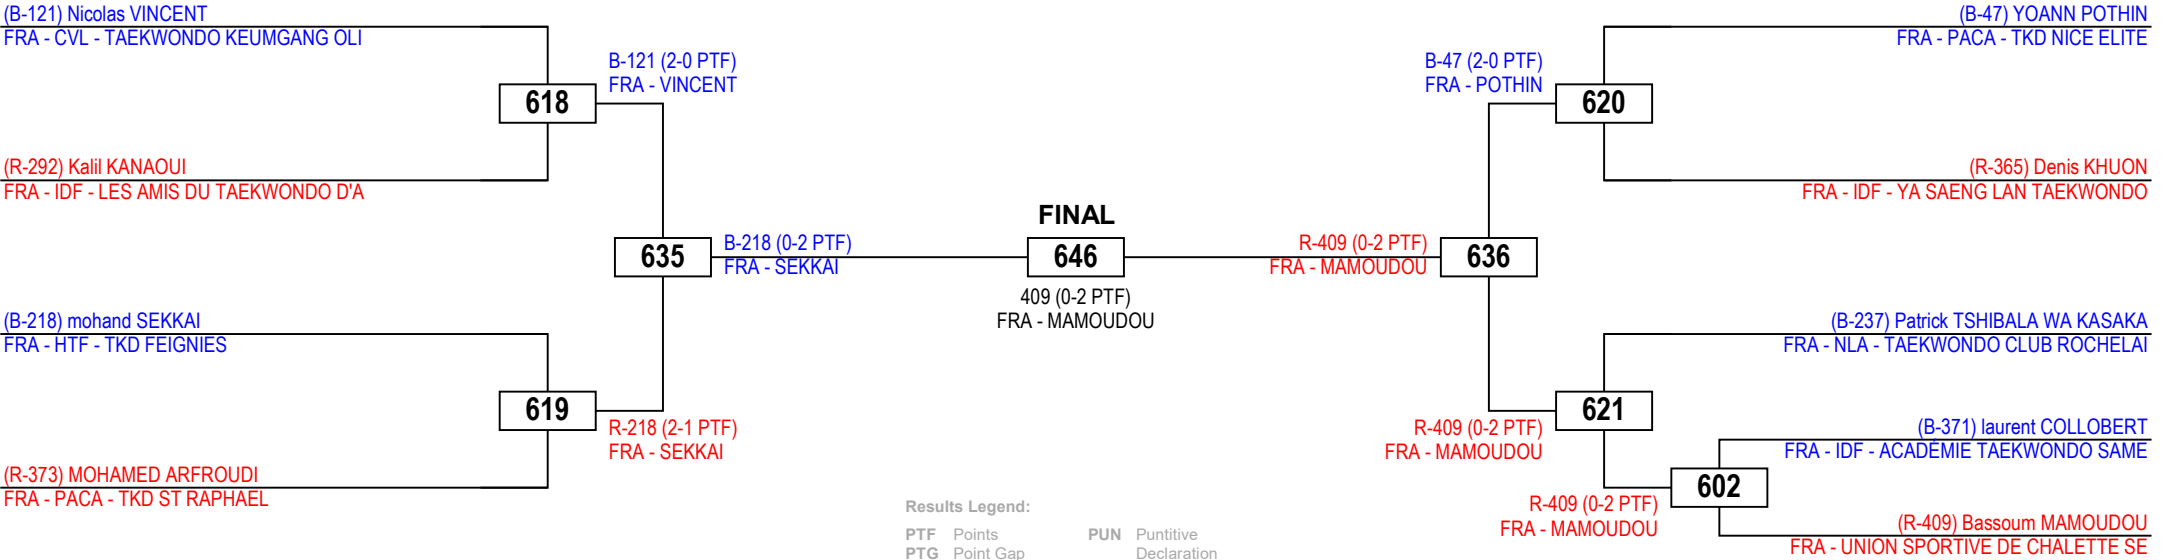 (B-121) Nicolas VINCENT
FRA - CVL - TAEKWONDO KEUMGANG OLI
B-121 (2-0 PTF)
FRA - VINCENT
618
(R-292) Kalil KANAOUI
FRA - IDF - LES AMIS DU TAEKWONDO D'A
635
B-218 (0-2 PTF)
FRA - SEKKAI
(B-218) mohand SEKKAI
FRA - HTF - TKD FEIGNIES
619
R-218 (2-1 PTF)
FRA - SEKKAI
(R-373) MOHAMED ARFROUDI
FRA - PACA - TKD ST RAPHAEL
FINAL
646
409 (0-2 PTF)
FRA - MAMOUDOU
(B-47) YOANN POTHIN
FRA - PACA - TKD NICE ELITE
B-47 (2-0 PTF)
FRA - POTHIN
620
(R-365) Denis KHUON
FRA - IDF - YA SAENG LAN TAEKWONDO
R-409 (0-2 PTF)
FRA - MAMOUDOU
636
(B-237) Patrick TSHIBALA WA KASAKA
FRA - NLA - TAEKWONDO CLUB ROCHELAI
621
R-409 (0-2 PTF)
FRA - MAMOUDOU
(B-371) laurent COLLOBERT
FRA - IDF - ACADÉMIE TAEKWONDO SAME
602
R-409 (0-2 PTF)
FRA - MAMOUDOU
(R-409) Bassoum MAMOUDOU
FRA - UNION SPORTIVE DE CHALETTE SE
Results Legend:
PTF Points PUN Puntitive
PTG Point Gap Declaration